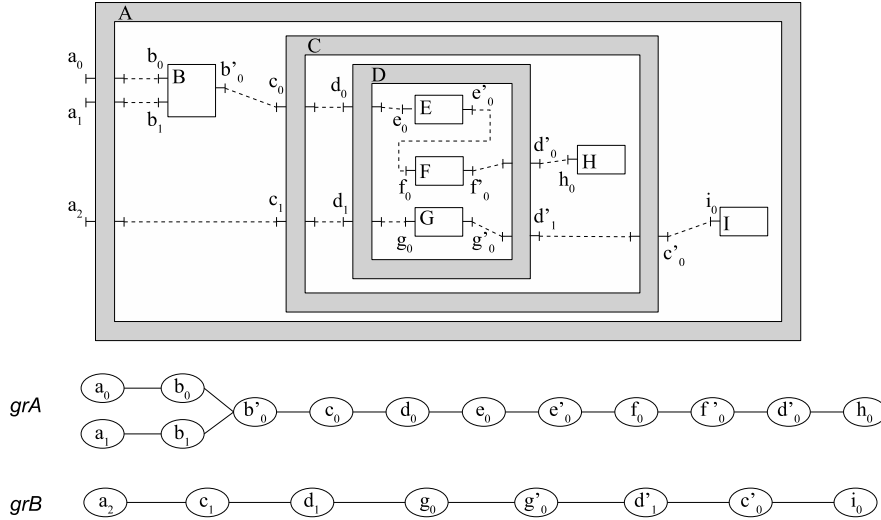 A
C
D
a₀ b₀ B b'₀ c₀ d₀ e₀ E e'₀
a₁ b₁
f₀ F f'₀ d'₀ h₀ H
a₂ c₁ d₁ g₀ G g'₀ d'₁ c'₀ i₀ I
grA
a₀ b₀
b'₀ c₀ d₀ e₀ e'₀ f₀ f'₀ d'₀ h₀
a₁ b₁
grB
a₂ c₁ d₁ g₀ g'₀ d'₁ c'₀ i₀